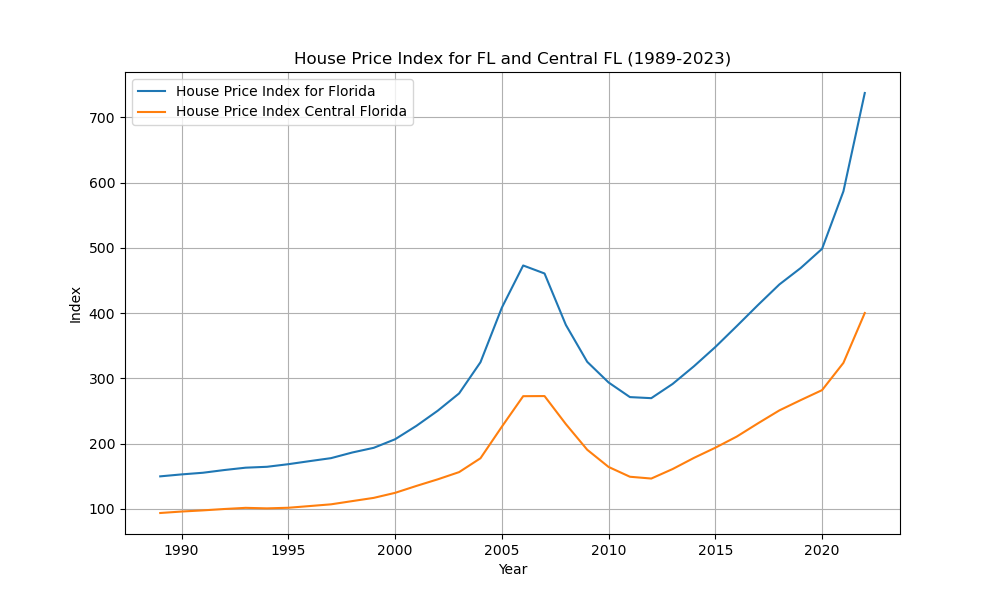 House Price Index for FL and Central FL (1989-2023)
House Price Index for Florida
House Price Index Central Florida
700
600
500
400
300
200
100
Index
1990 1995 2000 2005 2010 2015 2020
Year